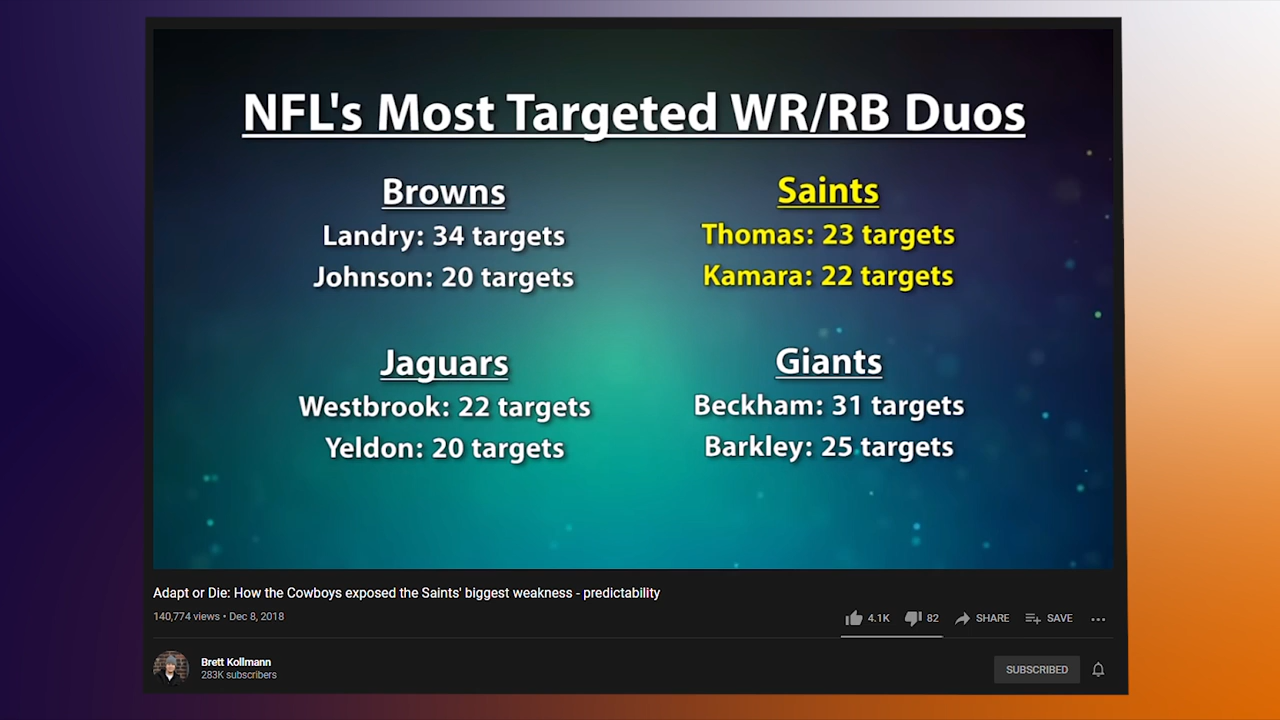 NFL's Most Targeted WR/RB Duos
Browns
Landry: 34 targets
Johnson: 20 targets
Saints
Thomas: 23 targets
Kamara: 22 targets
Jaguars
Westbrook: 22 targets
Yeldon: 20 targets
Giants
Beckham: 31 targets
Barkley: 25 targets
Adapt or Die: How the Cowboys exposed the Saints' biggest weakness - predictability
140,774 views • Dec 8, 2018
4.1K 82 SHARE SAVE
Brett Kollmann
283K subscribers
SUBSCRIBED